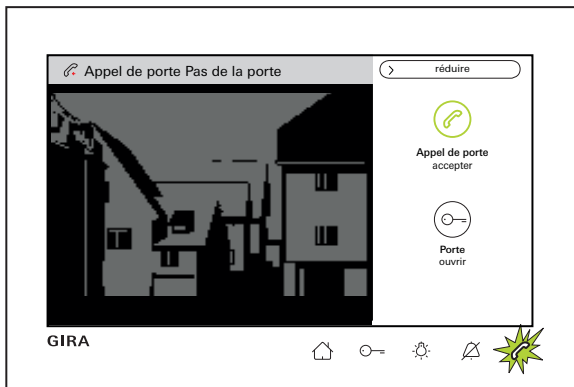 Appel de porte Pas de la porte
réduire
Appel de porte
accepter
Porte
ouvrir
GIRA